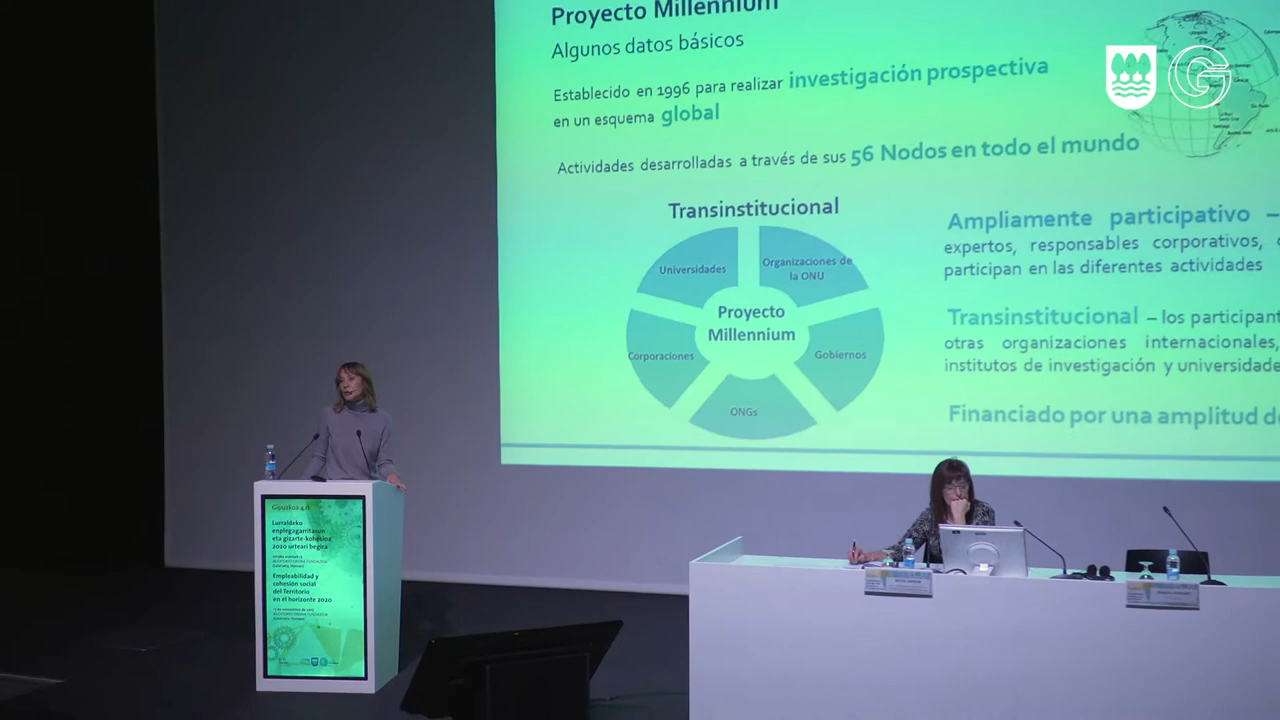 Proyecto Millennium
Algunos datos básicos
Establecido en 1996 para realizar investigación prospectiva
en un esquema global
Actividades desarrolladas a través de sus 56 Nodos en todo el mundo
Transinstitucional
Universidades
Organizaciones de
la ONU
Proyecto
Millennium
Corporaciones
Gobiernos
ONGs
Ampliamente participativo –
expertos, responsables corporativos,
participan en las diferentes actividades
Transinstitucional – los participant
otras organizaciones internacionales,
institutos de investigación y universidade
Financiado por una amplitud d
G
Gipuzkoa 4.0
Lurraldeko
enplegagarritasun
eta gizarte-kohesioa
2020 urteari begira
Empleabilidad y
cohesión social
del Territorio
en el horizonte 2020